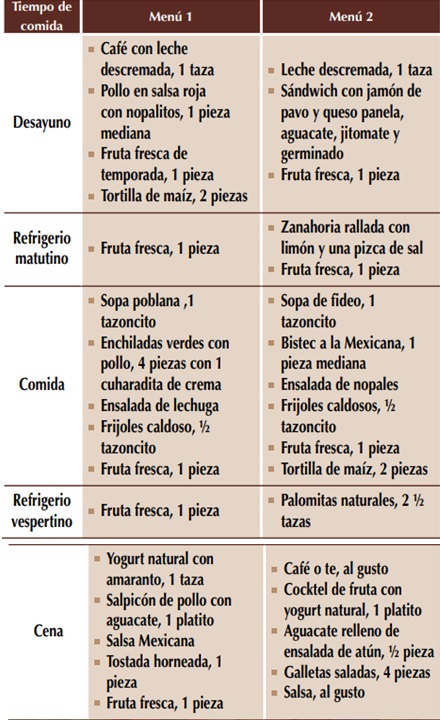 Tiempo de comida
Menú 1
Menú 2
Desayuno
▪ Café con leche
descremada, 1 taza
▪ Pollo en salsa roja
con nopalitos, 1 pieza
mediana
▪ Fruta fresca de
temporada, 1 pieza
▪ Tortilla de maíz, 2 piezas
▪ Leche descremada, 1 taza
▪ Sándwich con jamón de
pavo y queso panela,
aguacate, jitomate y
germinado
▪ Fruta fresca, 1 pieza
Refrigerio
matutino
▪ Fruta fresca, 1 pieza
▪ Zanahoria rallada con
limón y una pizca de sal
▪ Fruta fresca, 1 pieza
Comida
▪ Sopa poblana ,1
tazoncito
▪ Enchiladas verdes con
pollo, 4 piezas con 1
cuharadita de crema
▪ Ensalada de lechuga
▪ Frijoles caldoso, ½
tazoncito
▪ Fruta fresca, 1 pieza
▪ Sopa de fideo, 1
tazoncito
▪ Bistec a la Mexicana, 1
pieza mediana
▪ Ensalada de nopales
▪ Frijoles caldosos, ½
tazoncito
▪ Fruta fresca, 1 pieza
▪ Tortilla de maíz, 2 piezas
Refrigerio
vespertino
▪ Fruta fresca, 1 pieza
▪ Palomitas naturales, 2 ½
tazas
Cena
▪ Yogurt natural con
amaranto, 1 taza
▪ Salpicón de pollo con
aguacate, 1 platito
▪ Salsa Mexicana
▪ Tostada horneada, 1
pieza
▪ Fruta fresca, 1 pieza
▪ Café o te, al gusto
▪ Cocktel de fruta con
yogurt natural, 1 platito
▪ Aguacate relleno de
ensalada de atún, ½ pieza
▪ Galletas saladas, 4 piezas
▪ Salsa, al gusto